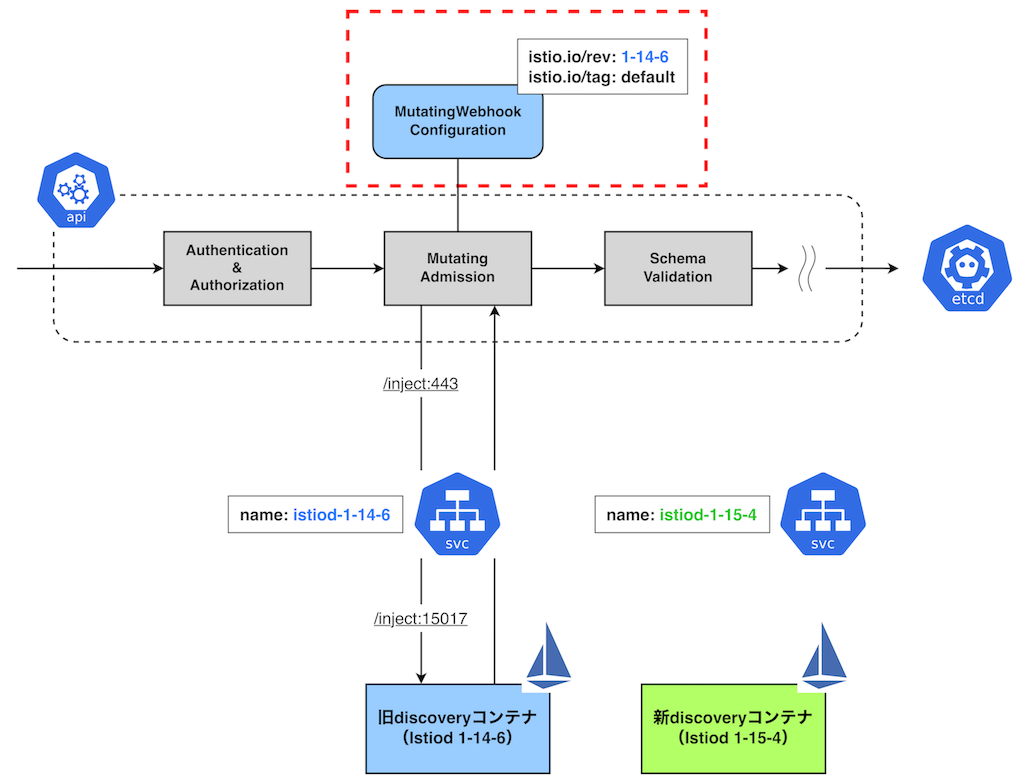 istio.io/rev: 1-14-6
istio.io/tag: default
MutatingWebhook
Configuration
api
Authentication
&
Authorization
Mutating
Admission
Schema
Validation
etcd
/inject:443
name: istiod-1-14-6
svc
name: istiod-1-15-4
svc
/inject:15017
旧discoveryコンテナ
（Istiod 1-14-6）
新discoveryコンテナ
（Istiod 1-15-4）